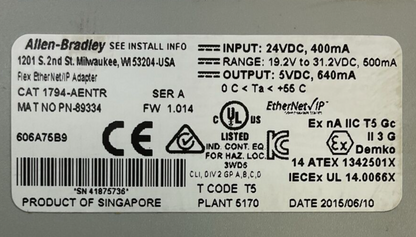 Allen-Bradley SEE INSTALL INFO
1201 S. 2nd St. Milwaukee, WI 53204-USA
Flex EtherNet/IP Adapter
CAT 1794-AENTR SER A
MAT NO PN-89334 FW 1.014
606A75B9
*SN 41875736*
PRODUCT OF SINGAPORE
INPUT: 24VDC, 400mA
RANGE: 19.2V to 31.2VDC, 500mA
OUTPUT: 5VDC, 640mA
0 C < Ta < +55 C
CE
C UL US
LISTED
IND. CONT. EQ
FOR HAZ. LOC.
3WD5
CL I, DIV 2 GP A,B,C,D
T CODE T5
PLANT 5170
EtherNet/IP
Ex nA IIC T5 Gc
Ex II 3 G
Demko
14 ATEX 1342501X
IECEx UL 14.0066X
DATE 2015/06/10